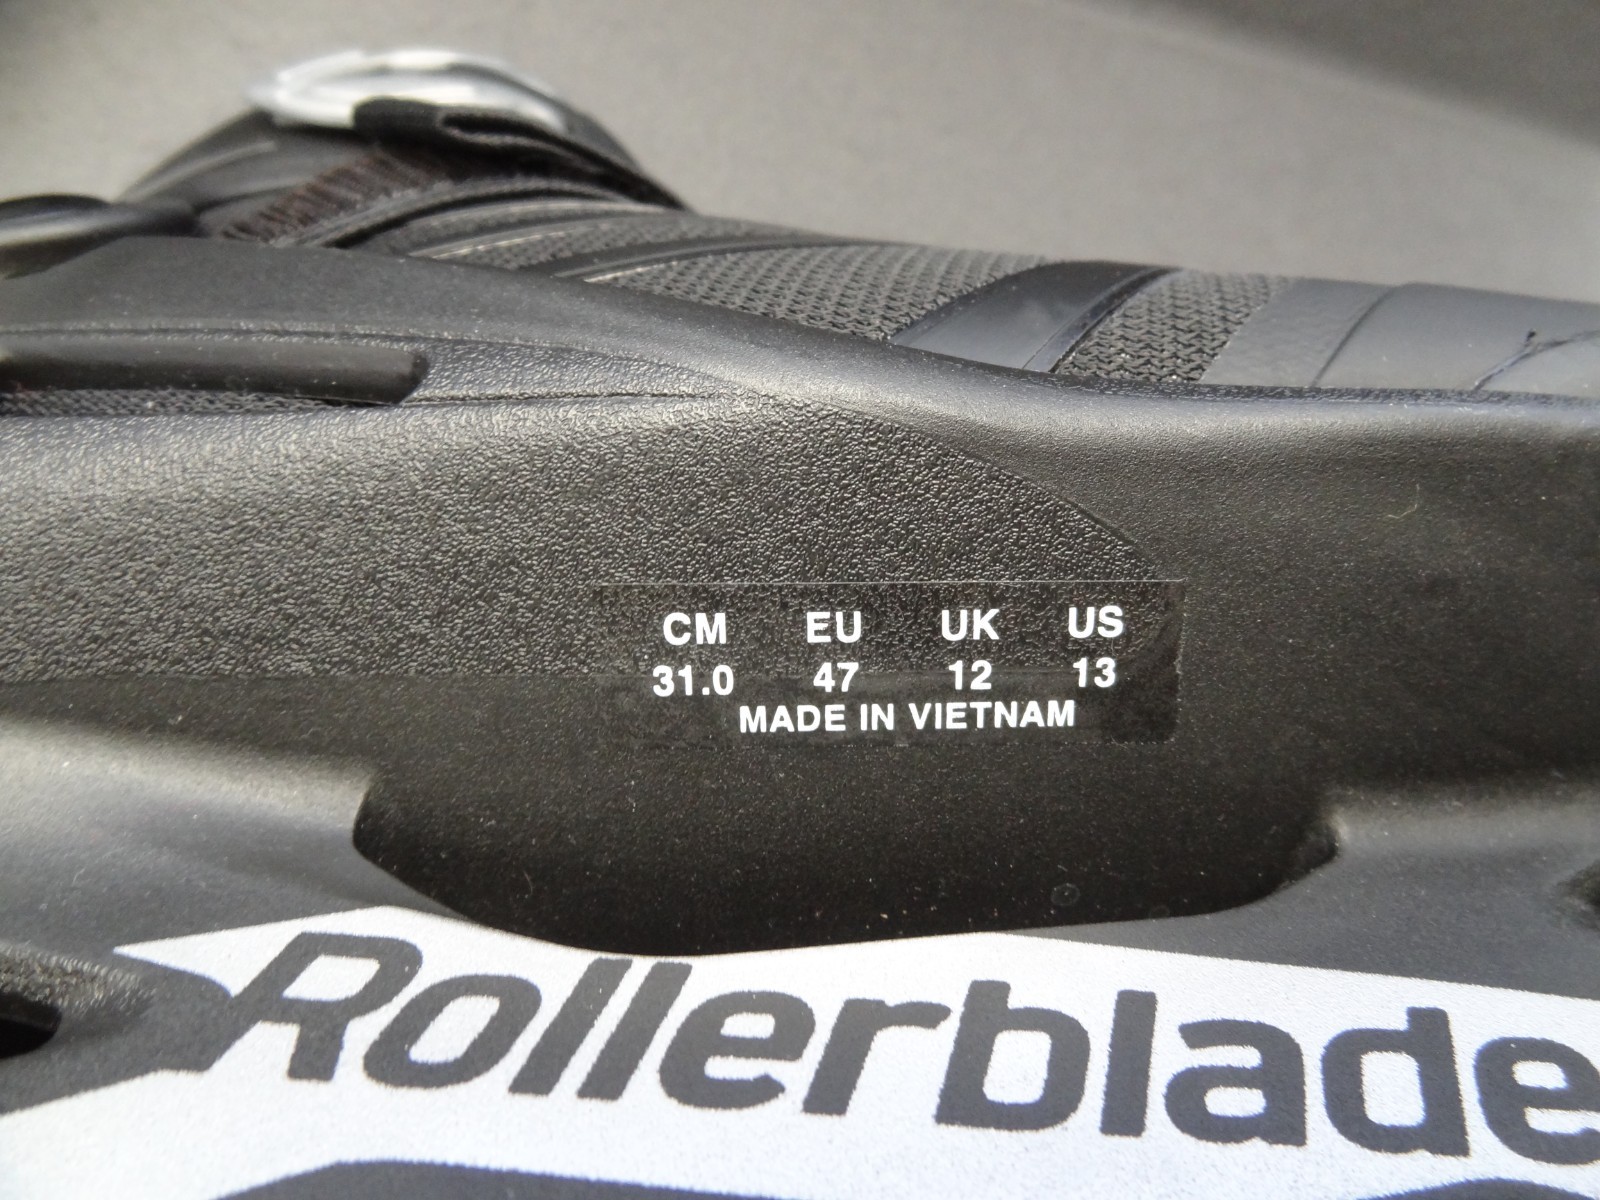 CM EU UK US
31.0 47 12 13
MADE IN VIETNAM
Rollerblade